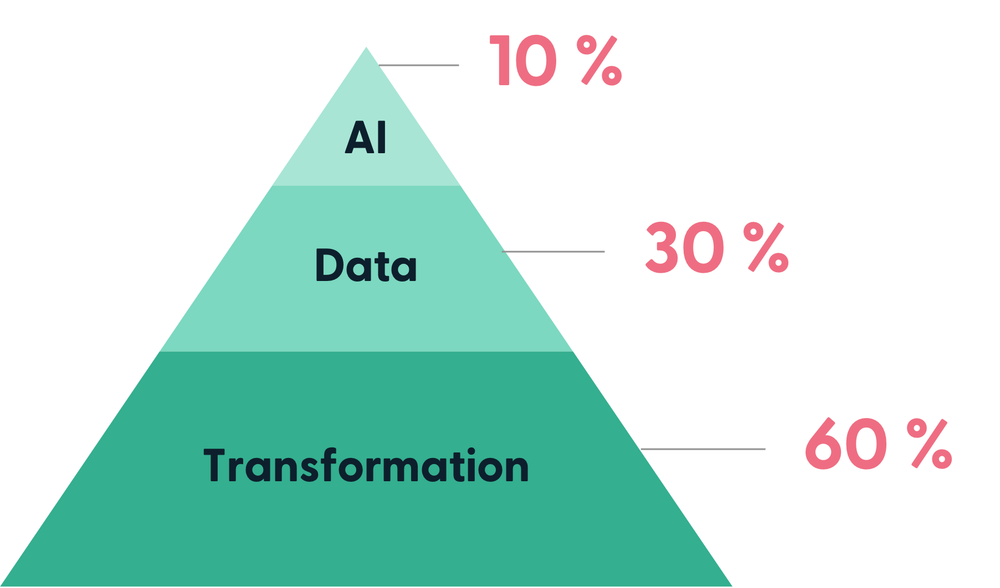 10 %
AI
30 %
Data
60 %
Transformation